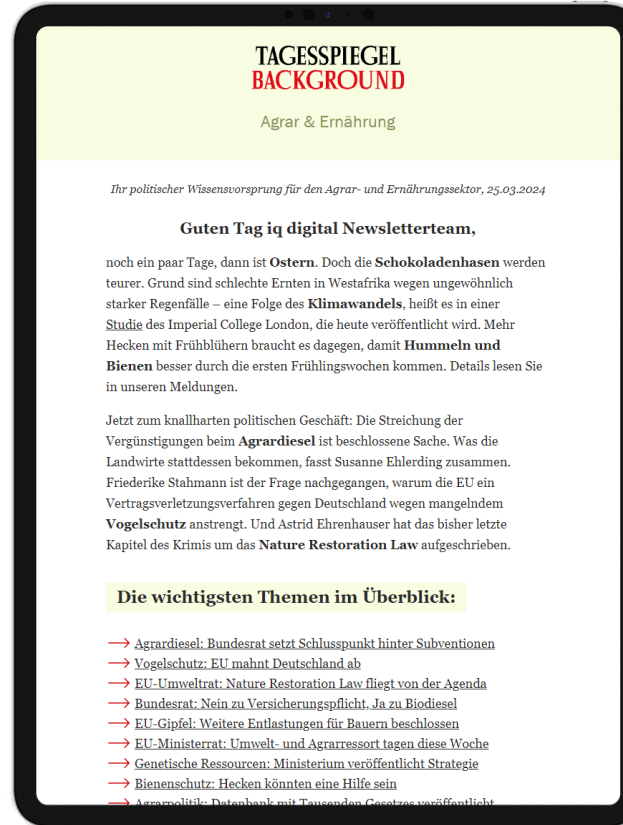 TAGESSPIEGEL
BACKGROUND
Agrar & Ernährung
Ihr politischer Wissensvorsprung für den Agrar- und Ernährungssektor, 25.03.2024
Guten Tag iq digital Newsletterteam,
noch ein paar Tage, dann ist Ostern. Doch die Schokoladenhasen werden
teurer. Grund sind schlechte Ernten in Westafrika wegen ungewöhnlich
starker Regenfälle – eine Folge des Klimawandels, heißt es in einer
Studie des Imperial College London, die heute veröffentlicht wird. Mehr
Hecken mit Frühblühern braucht es dagegen, damit Hummeln und
Bienen besser durch die ersten Frühlingswochen kommen. Details lesen Sie
in unseren Meldungen.
Jetzt zum knallharten politischen Geschäft: Die Streichung der
Vergünstigungen beim Agrardiesel ist beschlossene Sache. Was die
Landwirte stattdessen bekommen, fasst Susanne Ehlerding zusammen.
Friederike Stahmann ist der Frage nachgegangen, warum die EU ein
Vertragsverletzungsverfahren gegen Deutschland wegen mangelndem
Vogelschutz anstrengt. Und Astrid Ehrenhauser hat das bisher letzte
Kapitel des Krimis um das Nature Restoration Law aufgeschrieben.
Die wichtigsten Themen im Überblick:
Agrardiesel: Bundesrat setzt Schlusspunkt hinter Subventionen
Vogelschutz: EU mahnt Deutschland ab
EU-Umweltrat: Nature Restoration Law fliegt von der Agenda
Bundesrat: Nein zu Versicherungspflicht, Ja zu Biodiesel
EU-Gipfel: Weitere Entlastungen für Bauern beschlossen
EU-Ministerrat: Umwelt- und Agrarressort tagen diese Woche
Genetische Ressourcen: Ministerium veröffentlicht Strategie
Bienenschutz: Hecken könnten eine Hilfe sein
Agrarpolitik: Datenbank mit Tausenden Gesetzes veröffentlicht